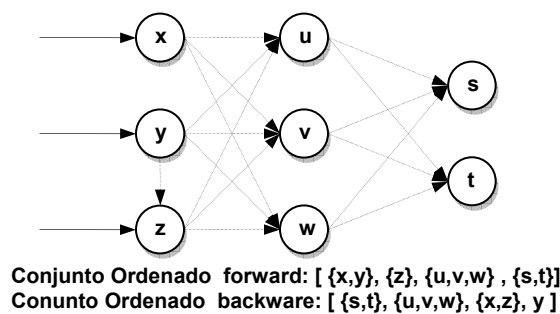 x
u
s
y
v
t
z
w
Conjunto Ordenado forward: [ {x,y}, {z}, {u,v,w} , {s,t}]
Conunto Ordenado backware: [ {s,t}, {u,v,w}, {x,z}, y ]